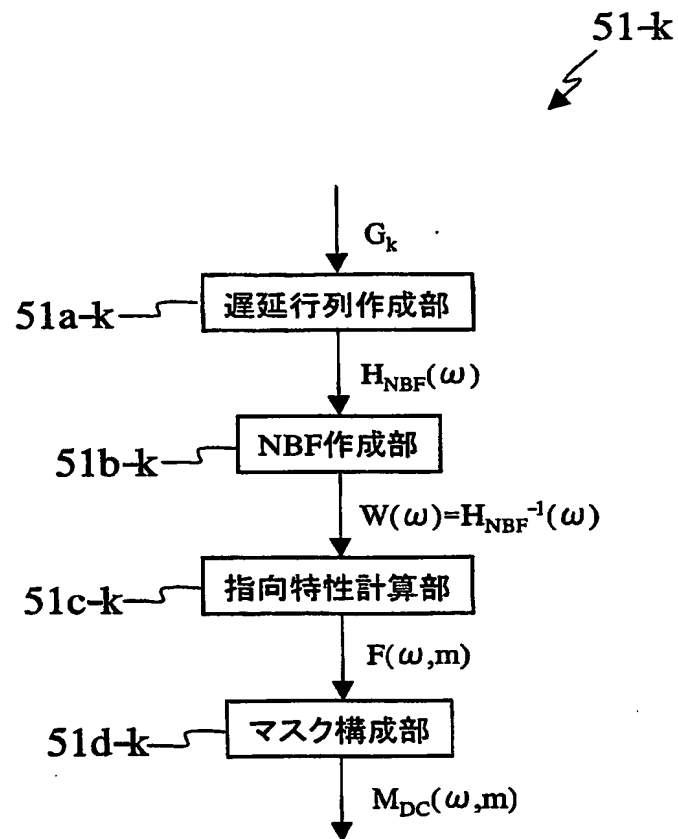 51-k
G_k
51a-k
遅延行列作成部
H_NBF(ω)
51b-k
NBF作成部
W(ω)=H_NBF^-1(ω)
51c-k
指向特性計算部
F(ω,m)
51d-k
マスク構成部
M_DC(ω,m)